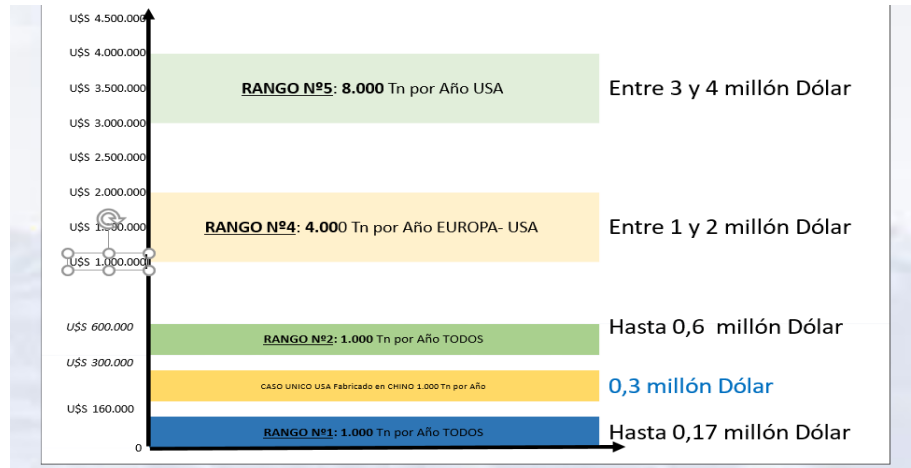 U$S 4.500.000
U$S 4.000.000
RANGO Nº5: 8.000 Tn por Año USA
Entre 3 y 4 millón Dólar
U$S 3.500.000
U$S 3.000.000
U$S 2.500.000
U$S 2.000.000
RANGO Nº4: 4.000 Tn por Año EUROPA- USA
Entre 1 y 2 millón Dólar
U$S
U$S 1.000.000
U$S 600.000
Hasta 0,6 millón Dólar
RANGO Nº2: 1.000 Tn por Año TODOS
U$S 300.000
CASO UNICO USA Fabricado en CHINO 1.000 Tn por Año
0,3 millón Dólar
U$S 160.000
RANGO Nº1: 1.000 Tn por Año TODOS
Hasta 0,17 millón Dólar
0